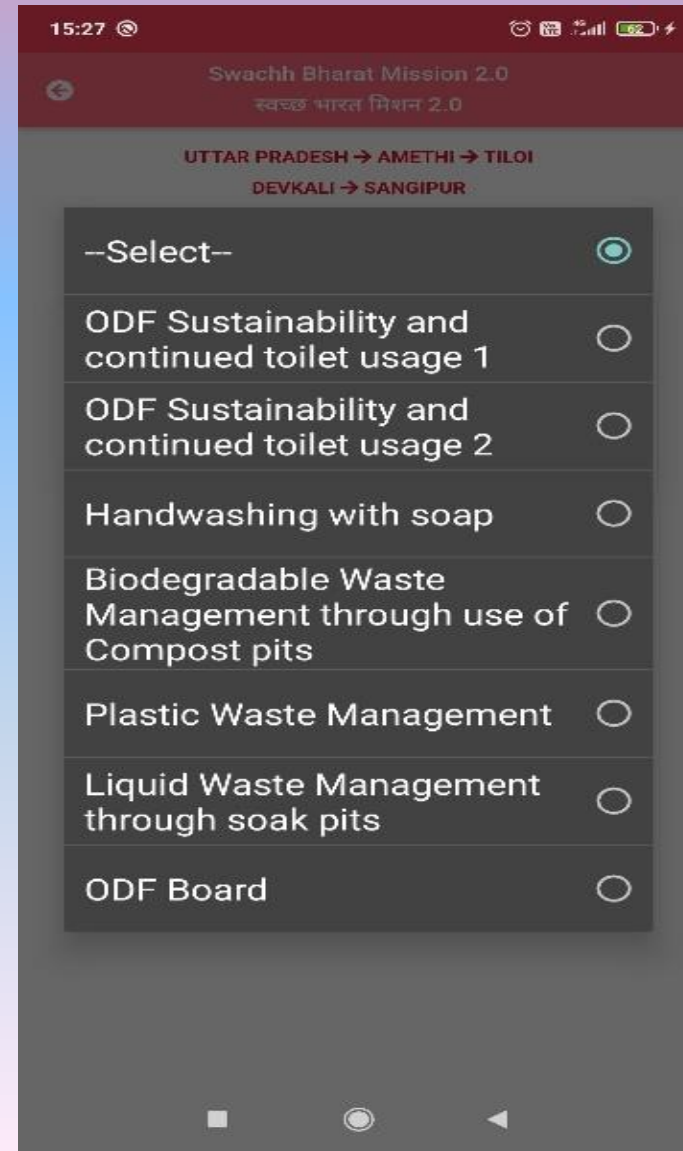 15:27
62
Swachh Bharat Mission 2.0
स्वच्छ भारत मिशन 2.0
UTTAR PRADESH → AMETHI → TILOI
DEVKALI → SANGIPUR
--Select--
ODF Sustainability and
continued toilet usage 1
ODF Sustainability and
continued toilet usage 2
Handwashing with soap
Biodegradable Waste
Management through use of
Compost pits
Plastic Waste Management
Liquid Waste Management
through soak pits
ODF Board